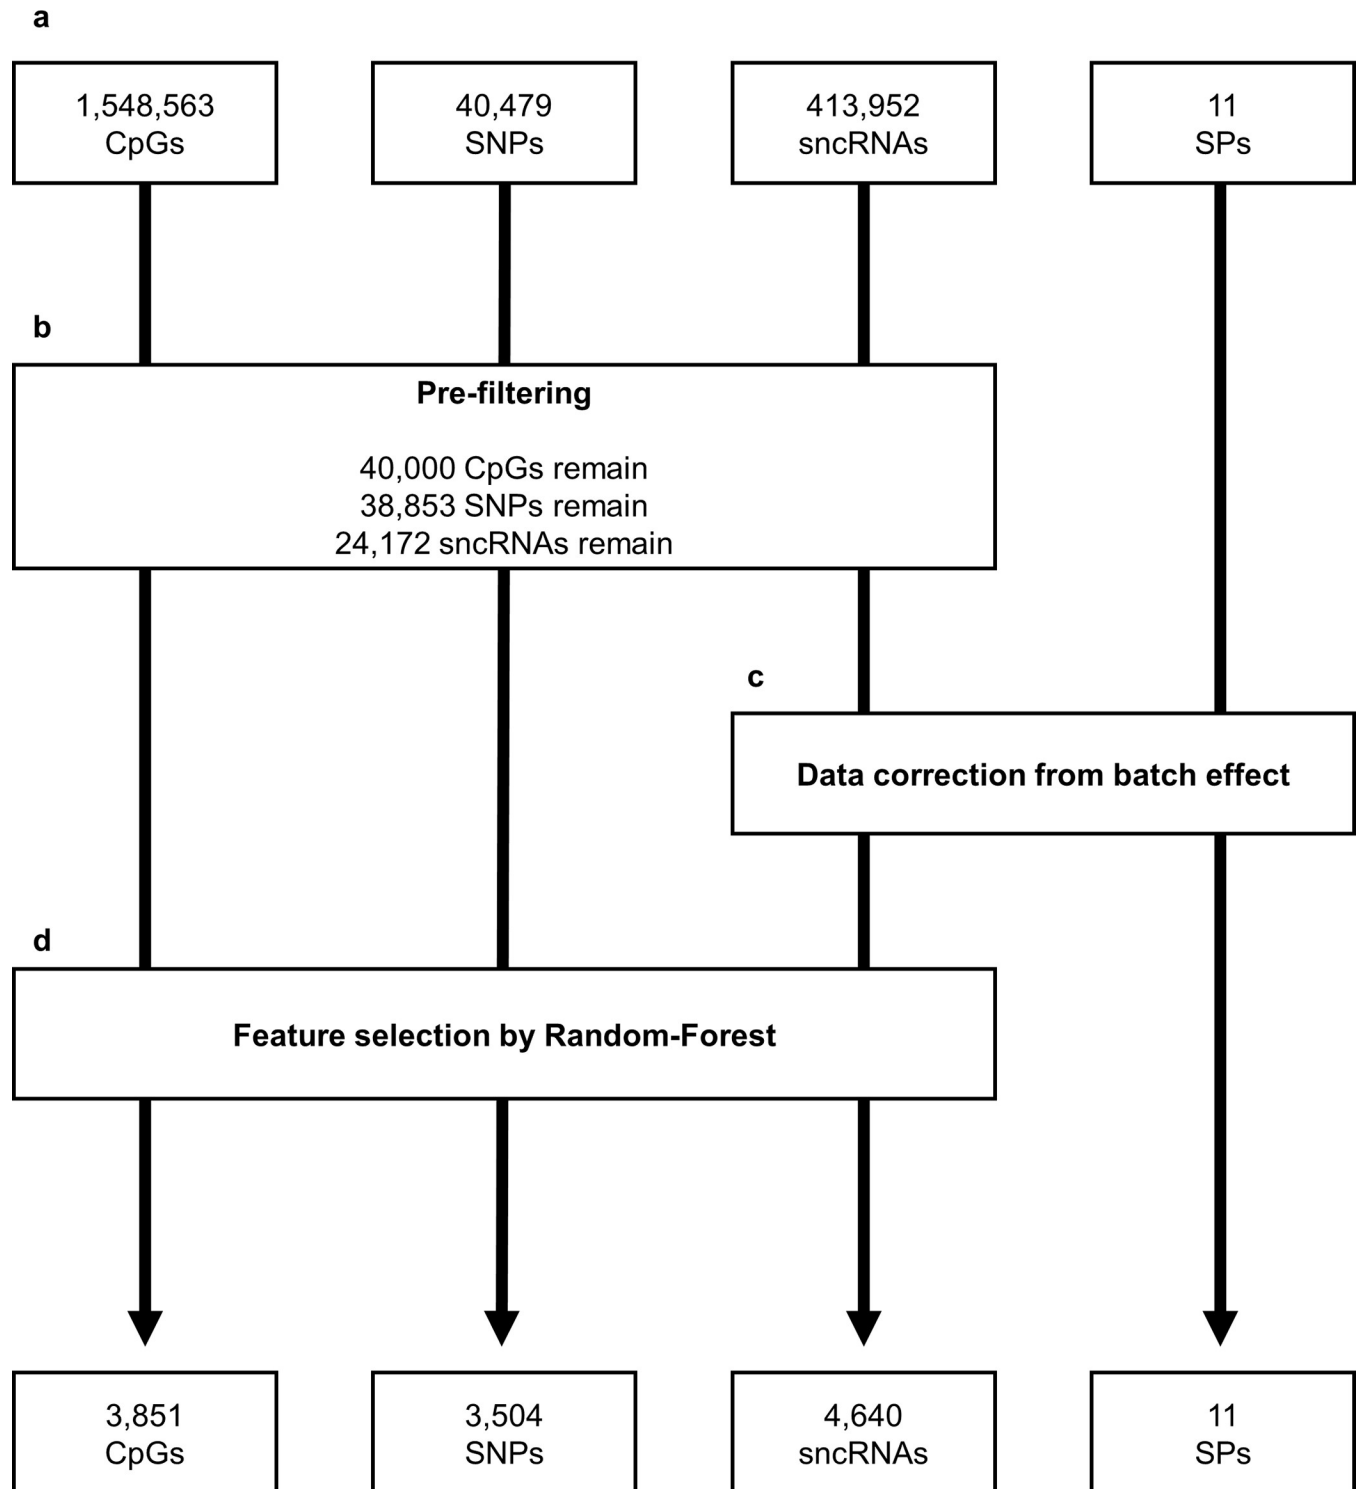 a
1,548,563
CpGs
40,479
SNPs
413,952
sncRNAs
11
SPs
b
Pre-filtering
40,000 CpGs remain
38,853 SNPs remain
24,172 sncRNAs remain
c
Data correction from batch effect
d
Feature selection by Random-Forest
3,851
CpGs
3,504
SNPs
4,640
sncRNAs
11
SPs